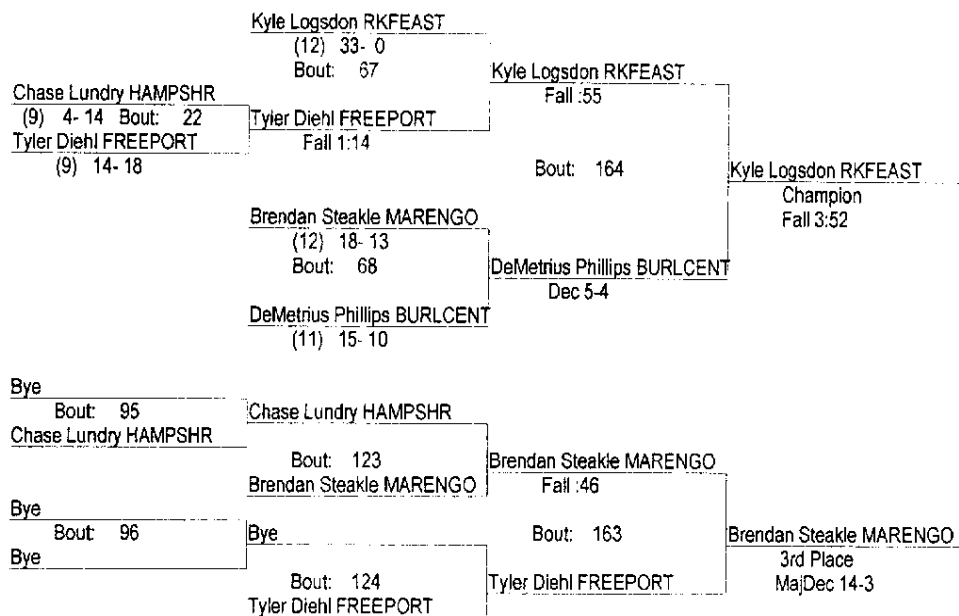 Kyle Logsdon RKFEAST
(12) 33- 0
Bout: 67
Kyle Logsdon RKFEAST
Fall :55
Chase Lundry HAMPSHR
(9) 4- 14 Bout: 22
Tyler Diehl FREEPORT
Fall 1:14
Tyler Diehl FREEPORT
(9) 14- 18
Bout: 164
Kyle Logsdon RKFEAST
Champion
Fall 3:52
Brendan Steakle MARENGO
(12) 18- 13
Bout: 68
DeMetrius Phillips BURLCENT
Dec 5-4
DeMetrius Phillips BURLCENT
(11) 15- 10
Bye
Bout: 95
Chase Lundry HAMPSHR
Chase Lundry HAMPSHR
Bout: 123
Brendan Steakle MARENGO
Fall :46
Brendan Steakle MARENGO
Bye
Bout: 96
Bye
Bye
Bout: 163
Brendan Steakle MARENGO
3rd Place
MajDec 14-3
Bout: 124
Tyler Diehl FREEPORT
Tyler Diehl FREEPORT